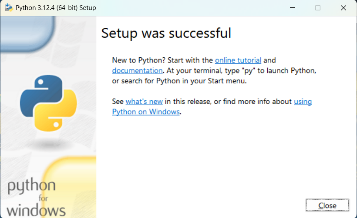 Python 3.12.4 (64-bit) Setup
Setup was successful
New to Python? Start with the online tutorial and
documentation. At your terminal, type "py" to launch Python,
or search for Python in your Start menu.
See what's new in this release, or find more info about using
Python on Windows.
python
for
windows
Close